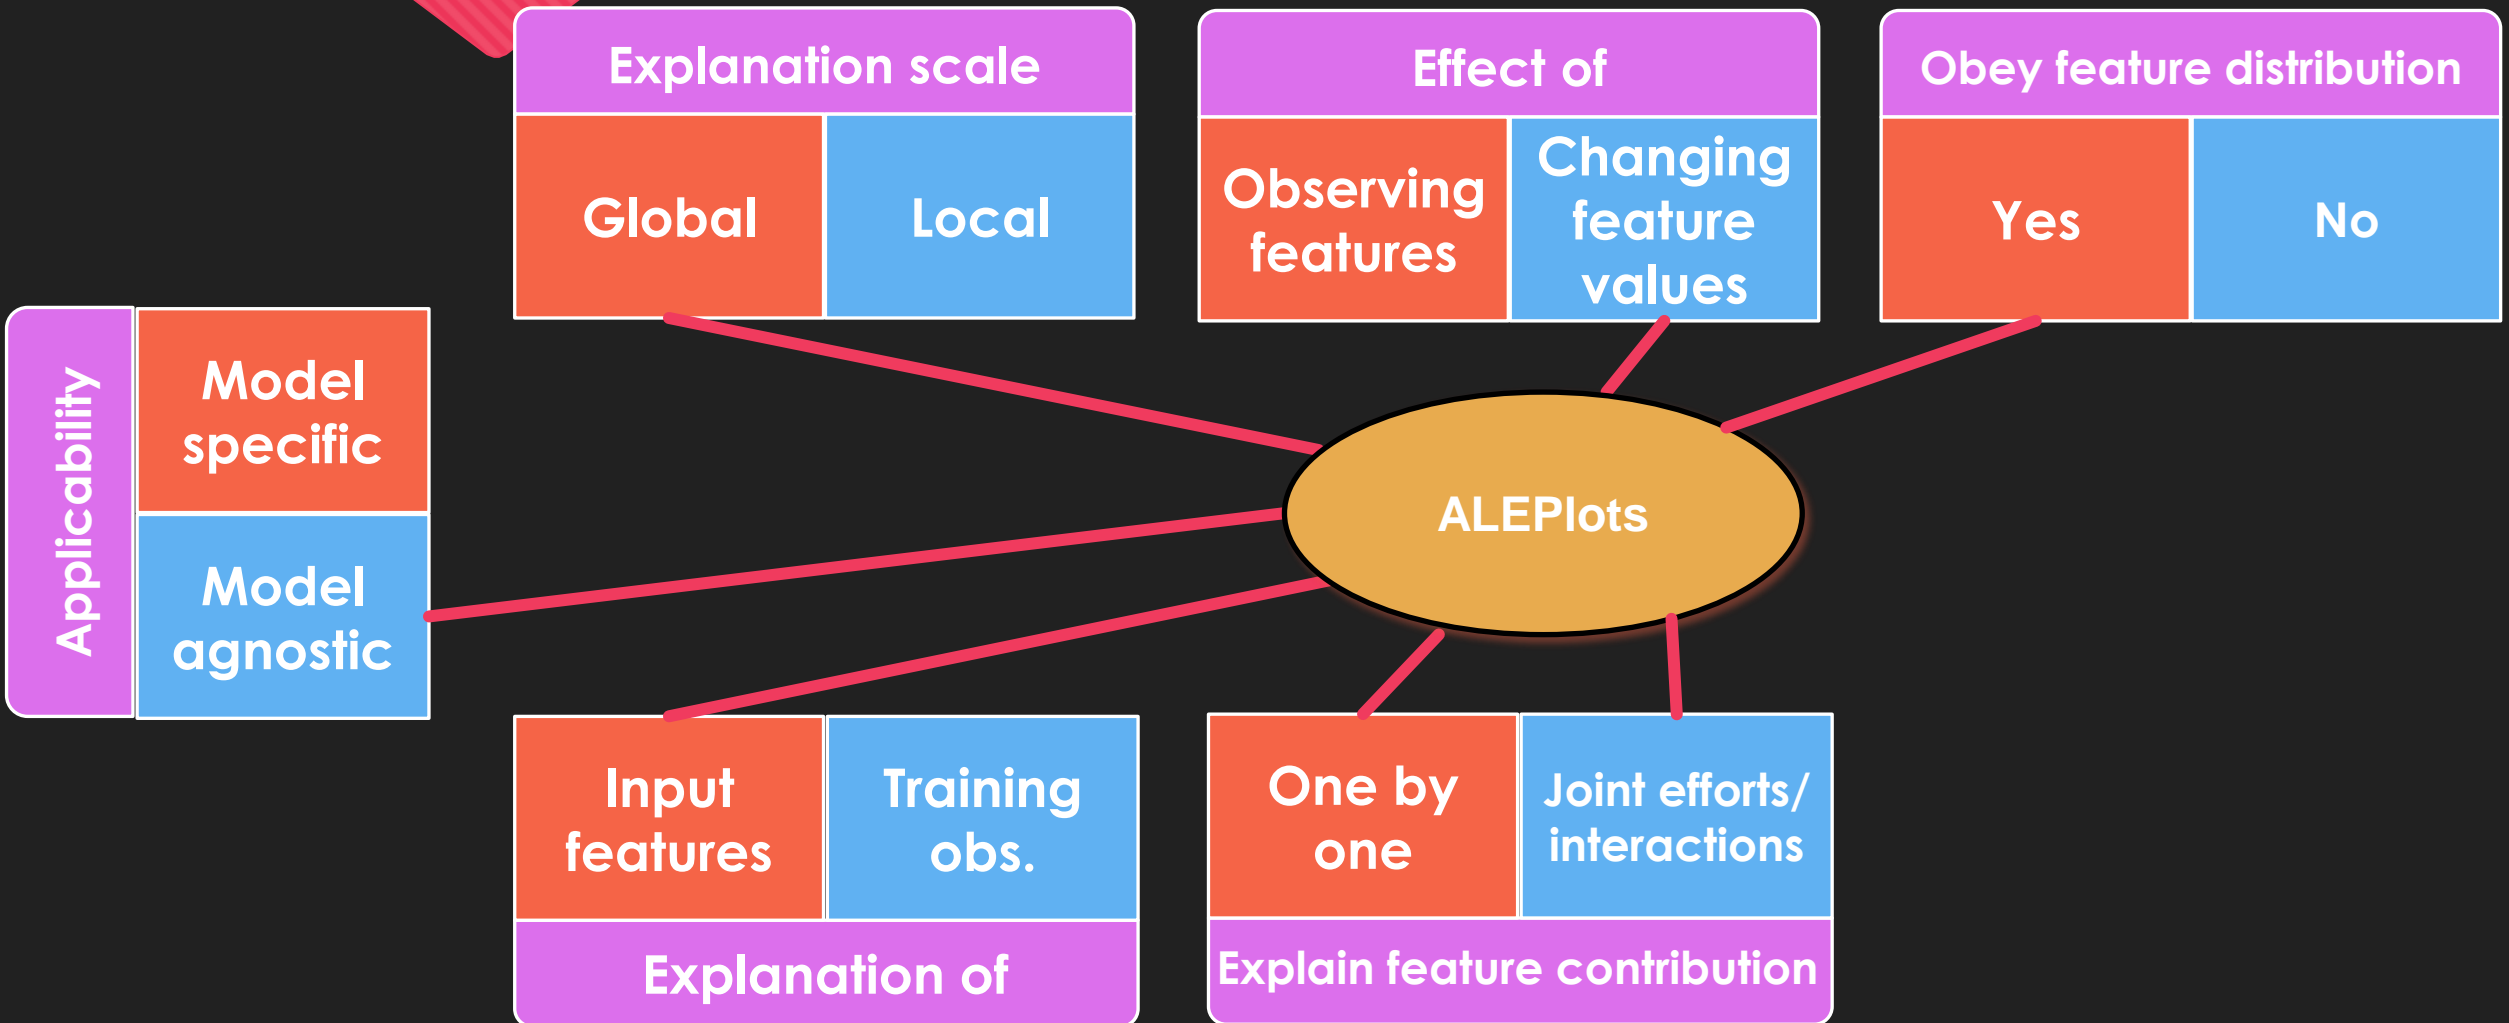 Explanation scale
Global
Local
Effect of
Observing
features
Changing
feature
values
Obey feature distribution
Yes
No
Applicability
Model
specific
Model
agnostic
ALEPlots
Input
features
Training
obs.
Explanation of
One by
one
Joint efforts/
interactions
Explain feature contribution